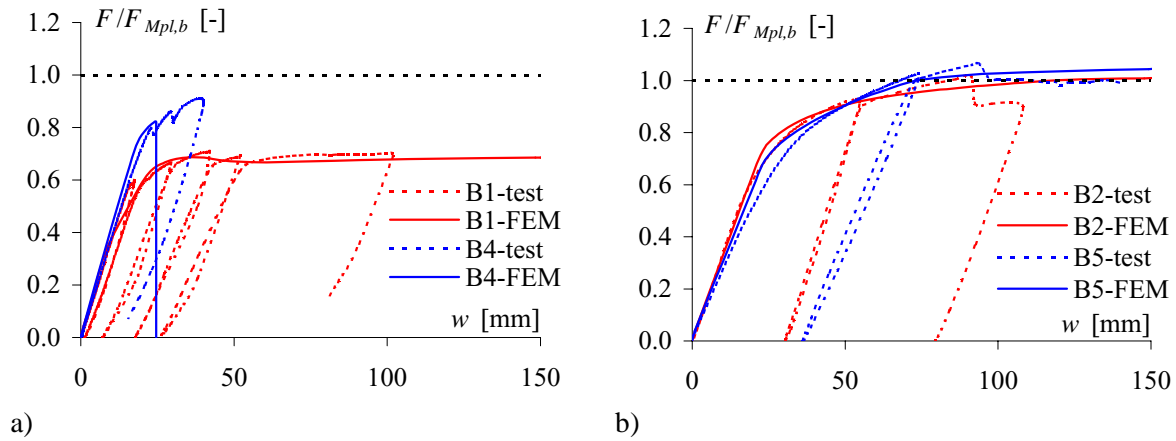 F/F Mpl,b [-]
1.2
1.0
0.8
0.6
0.4
0.2
0.0
0 50 100 150
B1-test
B1-FEM
B4-test
B4-FEM
w [mm]
a)
F/F Mpl,b [-]
1.2
1.0
0.8
0.6
0.4
0.2
0.0
0 50 100 150
B2-test
B2-FEM
B5-test
B5-FEM
w [mm]
b)